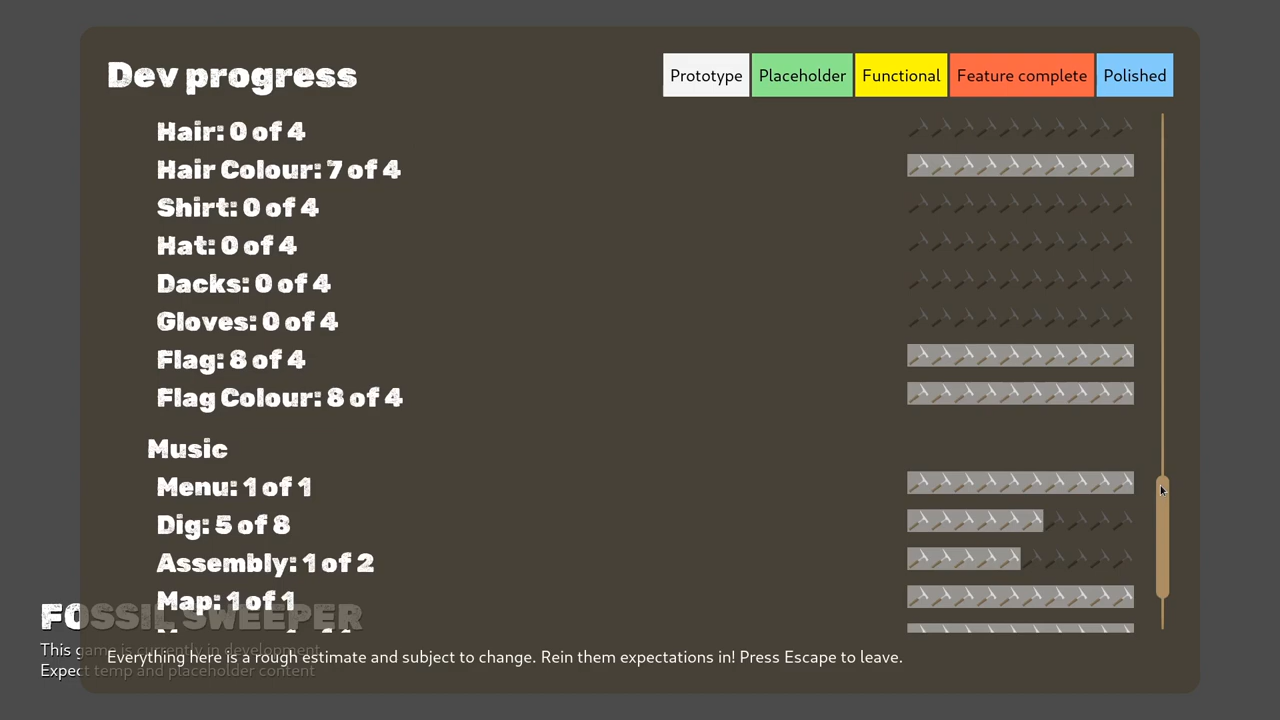 Dev progress
Prototype Placeholder Functional Feature complete Polished
Hair: 0 of 4
Hair Colour: 7 of 4
Shirt: 0 of 4
Hat: 0 of 4
Dacks: 0 of 4
Gloves: 0 of 4
Flag: 8 of 4
Flag Colour: 8 of 4
Music
Menu: 1 of 1
Dig: 5 of 8
Assembly: 1 of 2
Map: 1 of 1
FOSSIL SWEEPER
This game is currently in development
Everything here is a rough estimate and subject to change. Rein them expectations in! Press Escape to leave.
Expect temp and placeholder content